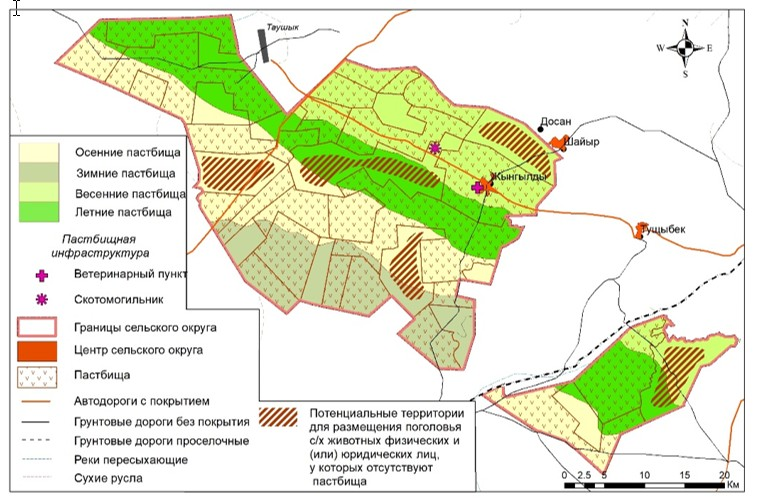 Таушык
N
W
E
S
Досан
Шайыр
Жынгылды
Тущыбек
Осенние пастбища
Зимние пастбища
Весенние пастбища
Летние пастбища
Пастбищная
инфраструктура
Ветеринарный пункт
Скотомогильник
Границы сельского округа
Центр сельского округа
Пастбища
Автодороги с покрытием
Грунтовые дороги без покрытия
Грунтовые дороги проселочные
Реки пересыхающие
Сухие русла
Потенциальные территории
для размещения поголовья
с/х животных физических и
(или) юридических лиц,
у которых отсутствуют
пастбища
0 2.5 5 10 15 20
Км